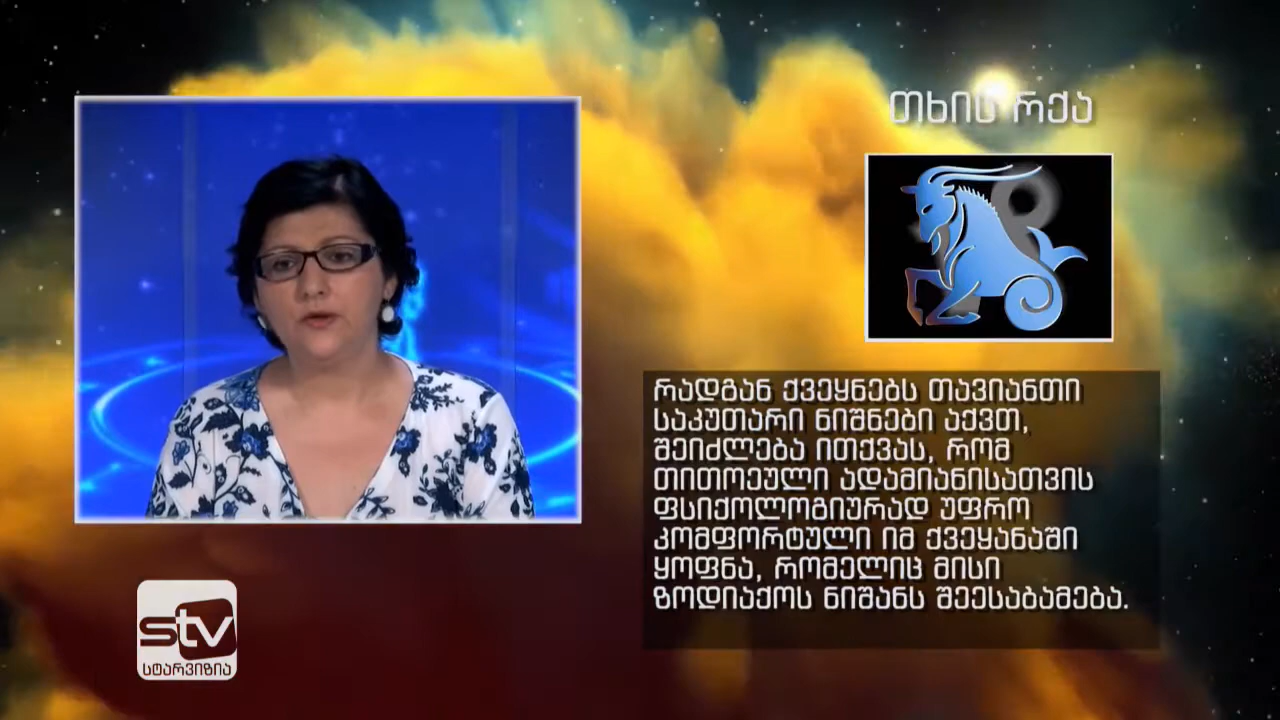 თხის რქა
რადგან ქვეყნებს თავიანთი
საკუთარი ნიშნები აქვთ,
შეიძლება ითქვას, რომ
თითოეული ადამიანისათვის
ფსიქოლოგიურად უფრო
კომფორტული იმ ქვეყანაში
ყოფნა, რომელიც მისი
ზოდიაქოს ნიშანს შეესაბამება.
stv
სტარვიზია